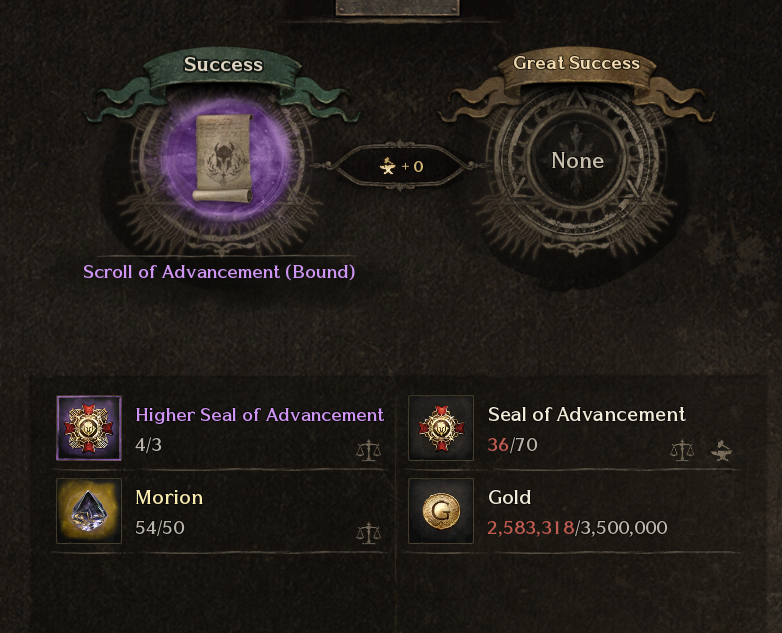 Success
Great Success
+0
None
Scroll of Advancement (Bound)
Higher Seal of Advancement
4/3
Seal of Advancement
36/70
Morion
54/50
Gold
2,583,318/3,500,000
G